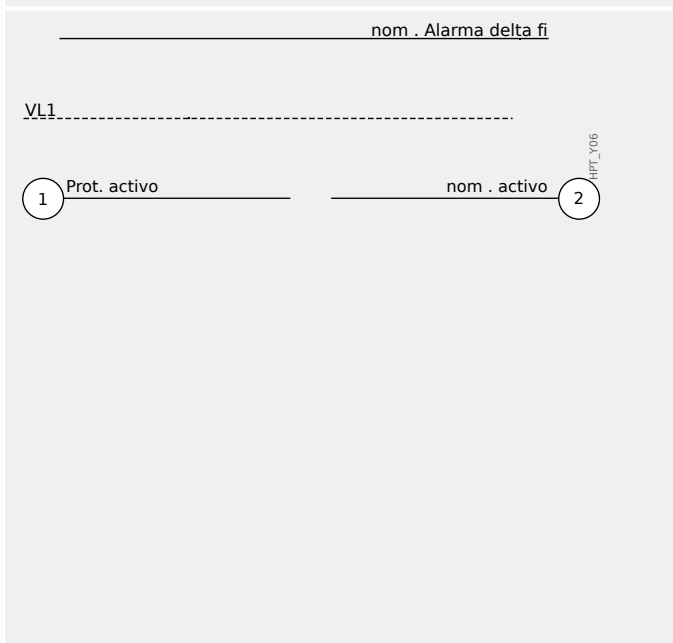 nom . Alarma delta fi
VL1
HPT_Y06
Prot. activo
nom . activo
1
2